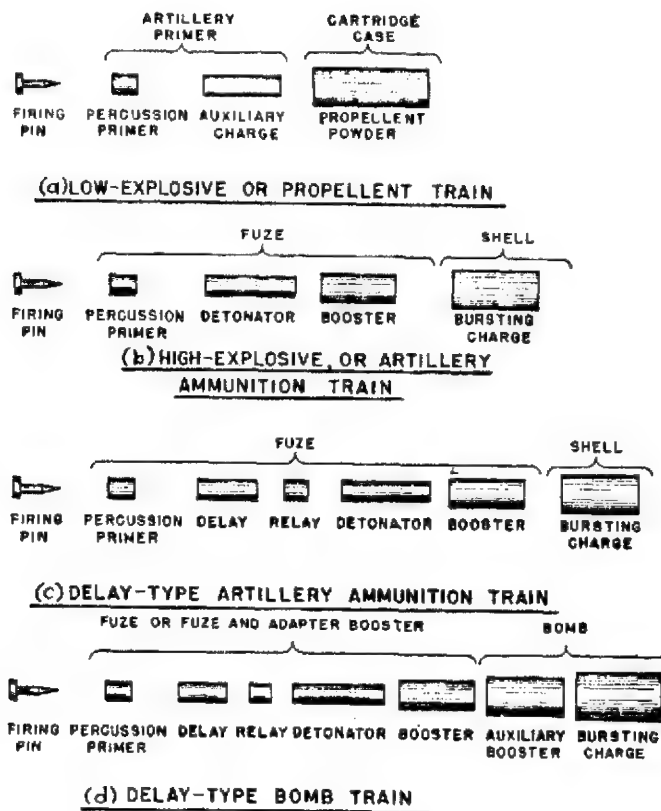 ARTILLERY PRIMER
CARTRIDGE CASE
FIRING PIN
PERCUSSION PRIMER
AUXILIARY CHARGE
PROPELLENT POWDER
(a) LOW-EXPLOSIVE OR PROPELLENT TRAIN
FUZE
SHELL
FIRING PIN
PERCUSSION PRIMER
DETONATOR
BOOSTER
BURSTING CHARGE
(b) HIGH-EXPLOSIVE, OR ARTILLERY
AMMUNITION TRAIN
FUZE
SHELL
FIRING PIN
PERCUSSION PRIMER
DELAY
RELAY
DETONATOR
BOOSTER
BURSTING CHARGE
(c) DELAY-TYPE ARTILLERY AMMUNITION TRAIN
FUZE OR FUZE AND ADAPTER BOOSTER
BOMB
FIRING PIN
PERCUSSION PRIMER
DELAY
RELAY
DETONATOR
BOOSTER
AUXILIARY BOOSTER
BURSTING CHARGE
(d) DELAY-TYPE BOMB TRAIN